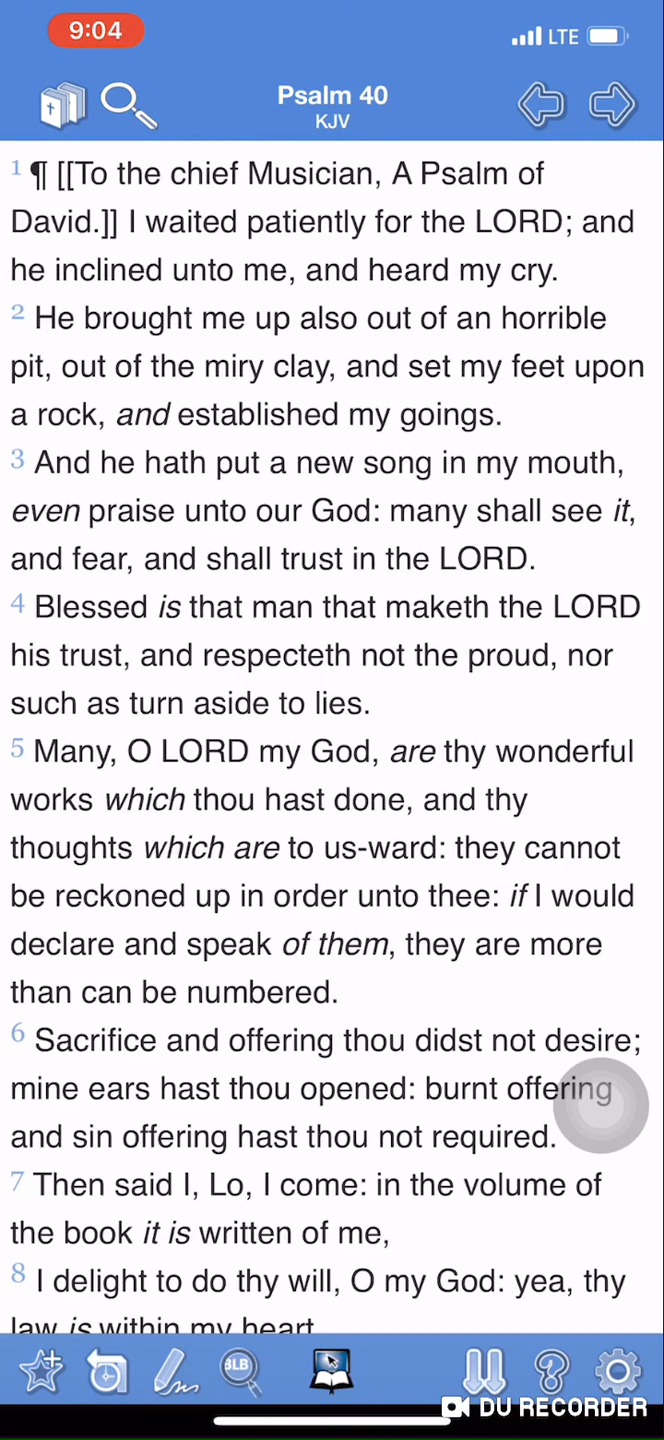 9:04
LTE
Psalm 40
KJV
1 ¶ [[To the chief Musician, A Psalm of
David.]] I waited patiently for the LORD; and
he inclined unto me, and heard my cry.
2 He brought me up also out of an horrible
pit, out of the miry clay, and set my feet upon
a rock, and established my goings.
3 And he hath put a new song in my mouth,
even praise unto our God: many shall see it,
and fear, and shall trust in the LORD.
4 Blessed is that man that maketh the LORD
his trust, and respecteth not the proud, nor
such as turn aside to lies.
5 Many, O LORD my God, are thy wonderful
works which thou hast done, and thy
thoughts which are to us-ward: they cannot
be reckoned up in order unto thee: if I would
declare and speak of them, they are more
than can be numbered.
6 Sacrifice and offering thou didst not desire;
mine ears hast thou opened: burnt offering
and sin offering hast thou not required.
7 Then said I, Lo, I come: in the volume of
the book it is written of me,
8 I delight to do thy will, O my God: yea, thy
law is within my heart
BLB
DU RECORDER